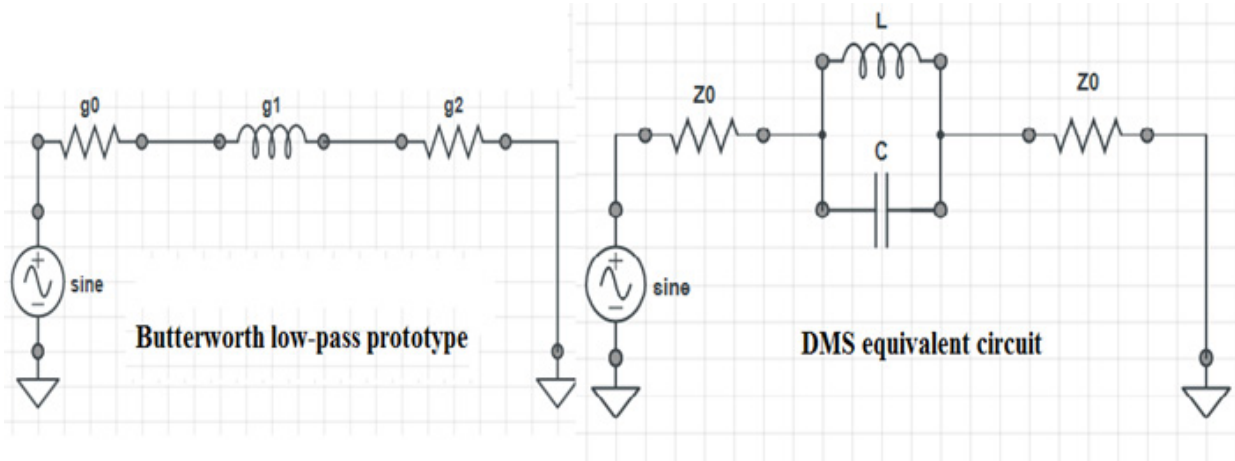 g0
g1
g2
sine
Butterworth low-pass prototype
L
Z0
Z0
C
sine
DMS equivalent circuit